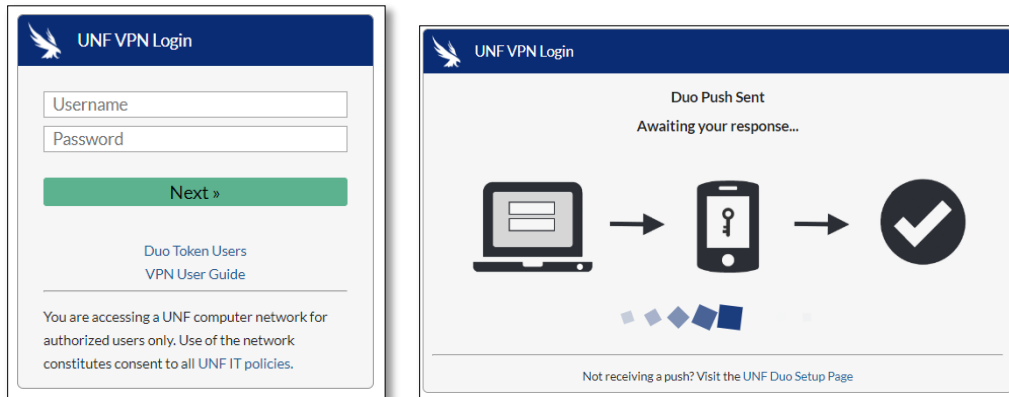 UNF VPN Login
Username
Password
Next »
Duo Token Users
VPN User Guide
You are accessing a UNF computer network for
authorized users only. Use of the network
constitutes consent to all UNF IT policies.
UNF VPN Login
Duo Push Sent
Awaiting your response...
Not receiving a push? Visit the UNF Duo Setup Page